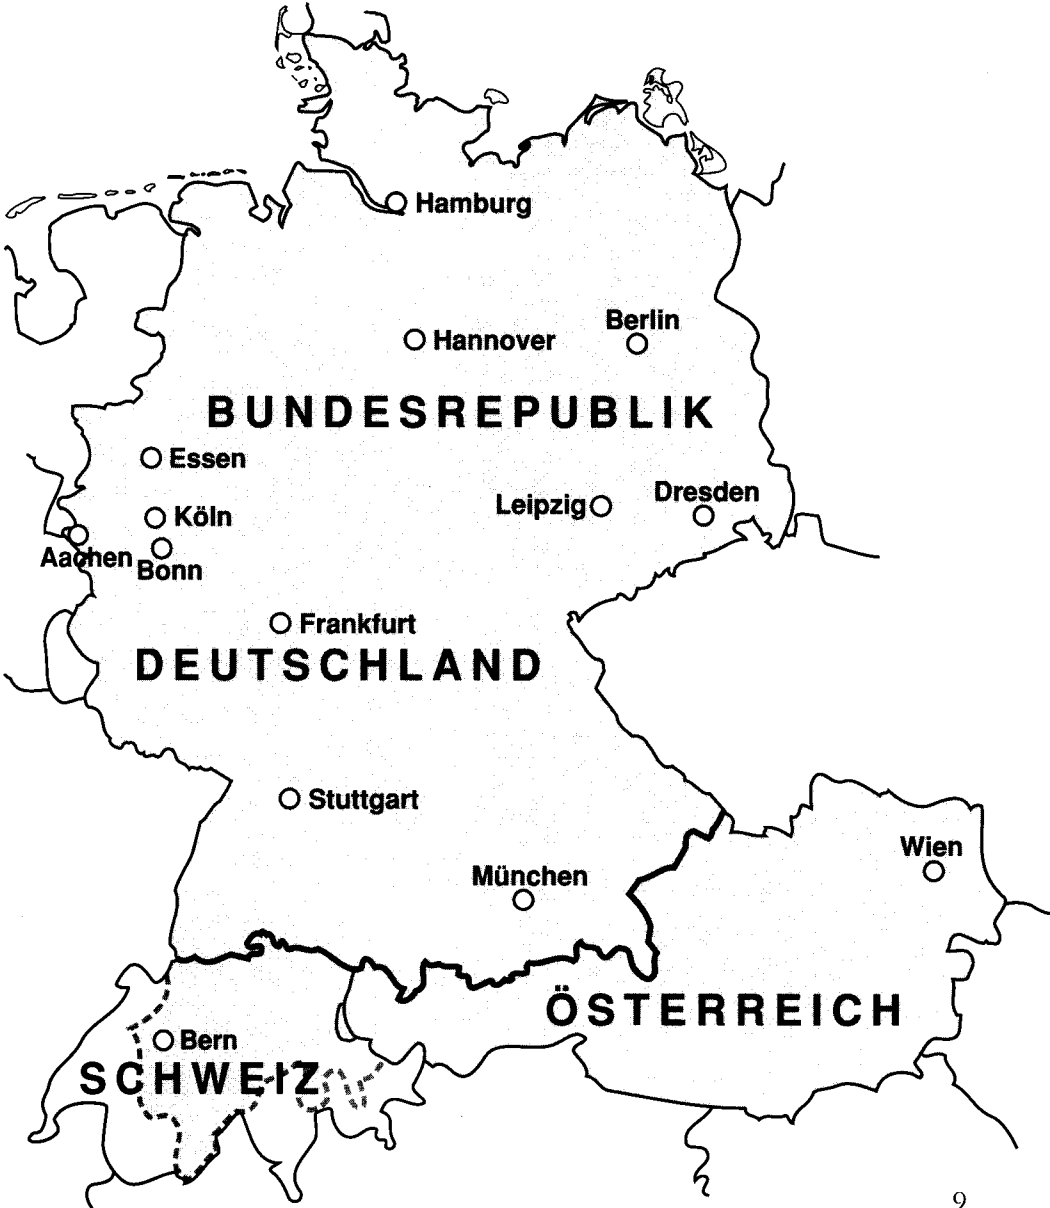 Hamburg
Berlin
Hannover
BUNDESREPUBLIK
Essen
Dresden
Leipzig
Köln
Aachen
Bonn
Frankfurt
DEUTSCHLAND
Stuttgart
Wien
München
ÖSTERREICH
Bern
SCHWEIZ
9